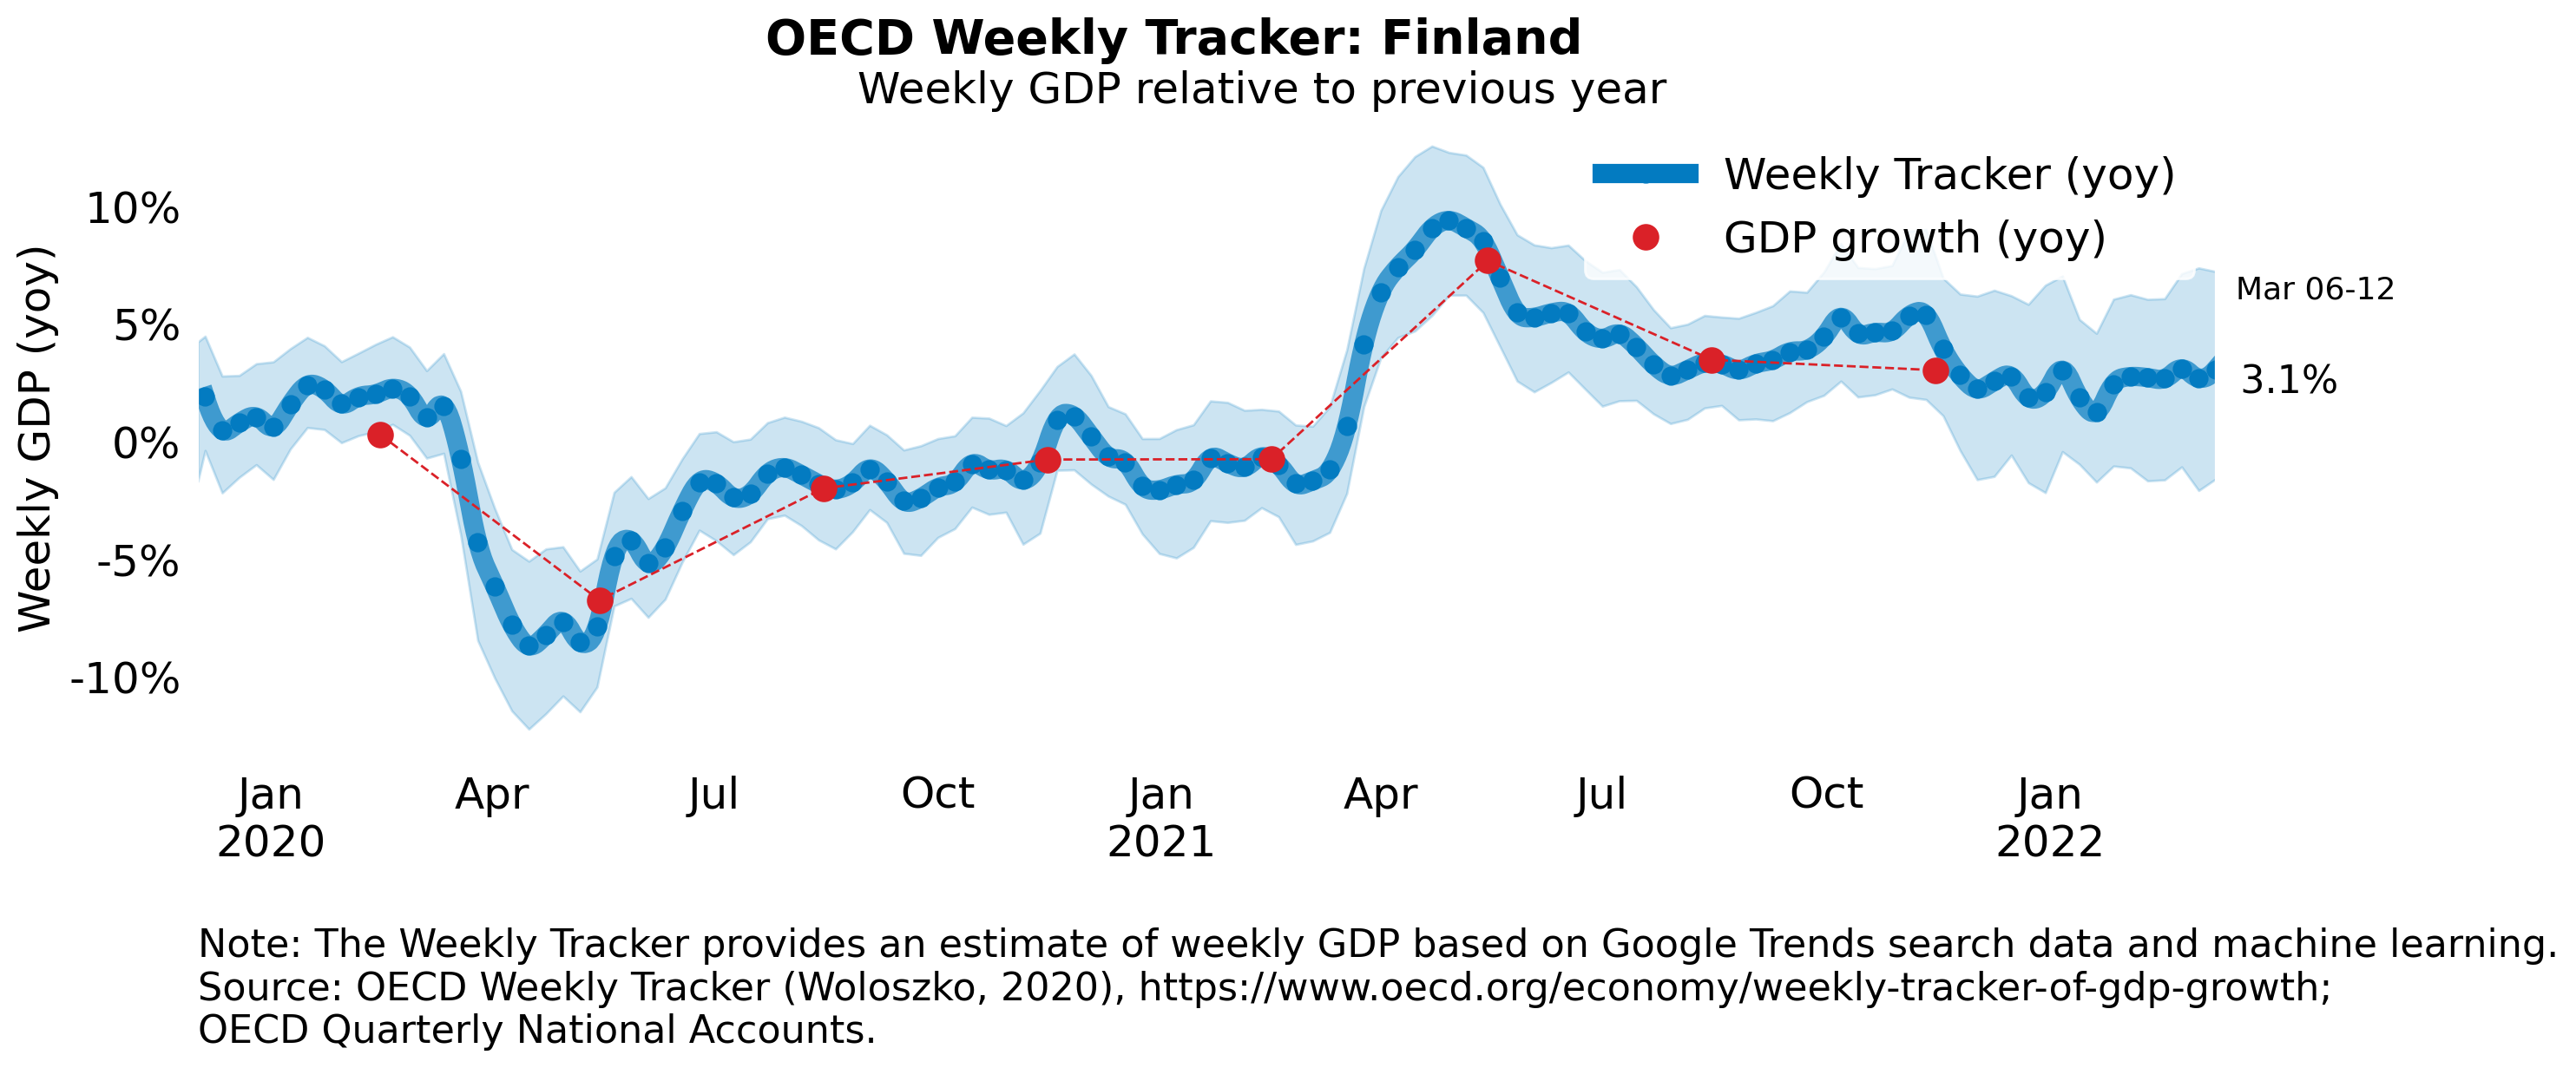 OECD Weekly Tracker: Finland
Weekly GDP relative to previous year
Weekly Tracker (yoy)
GDP growth (yoy)
Weekly GDP (yoy)
10%
5%
0%
-5%
-10%
Mar 06-12
3.1%
Jan Apr Jul Oct Jan Apr Jul Oct Jan
2020 2021 2022
Note: The Weekly Tracker provides an estimate of weekly GDP based on Google Trends search data and machine learning.
Source: OECD Weekly Tracker (Woloszko, 2020), https://www.oecd.org/economy/weekly-tracker-of-gdp-growth;
OECD Quarterly National Accounts.